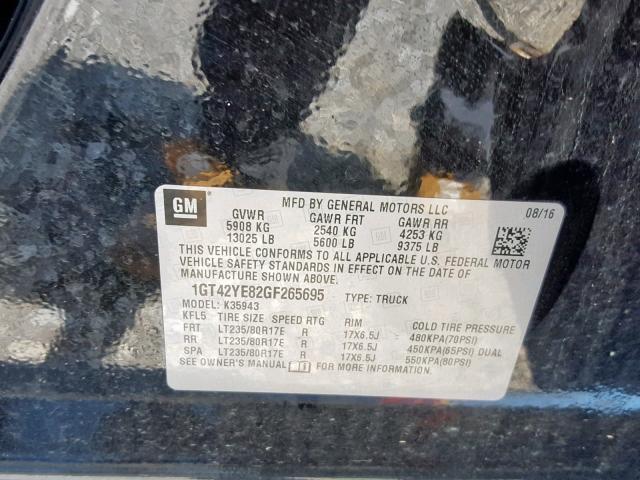 GM
MFD BY GENERAL MOTORS LLC
08/16
GVWR GAWR FRT GAWR RR
5908 KG 2540 KG 4253 KG
13025 LB 5600 LB 9375 LB
THIS VEHICLE CONFORMS TO ALL APPLICABLE U.S. FEDERAL MOTOR
VEHICLE SAFETY STANDARDS IN EFFECT ON THE DATE OF
MANUFACTURE SHOWN ABOVE.
1GT42YE82GF265695 TYPE: TRUCK
MODEL: K35943
KFL5 TIRE SIZE SPEED RTG RIM COLD TIRE PRESSURE
FRT LT235/80R17E R 17X6.5J 480KPA(70PSI)
RR LT235/80R17E R 17X6.5J 450KPA(65PSI) DUAL
SPA LT235/80R17E R 17X6.5J 550KPA(80PSI)
SEE OWNER'S MANUAL FOR MORE INFORMATION.